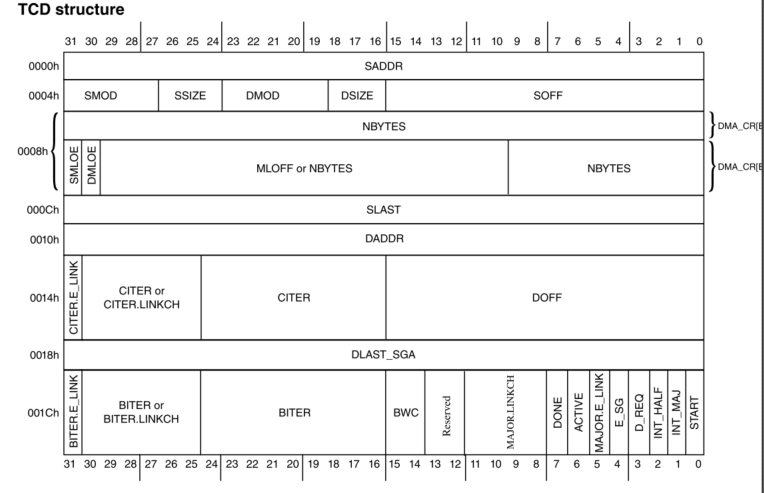 TCD structure
31 30 29 28 27 26 25 24 23 22 21 20 19 18 17 16 15 14 13 12 11 10 9 8 7 6 5 4 3 2 1 0
0000h SADDR
0004h SMOD SSIZE DMOD DSIZE SOFF
NBYTES DMA_CR[E
0008h SMLOE DMLOE MLOFF or NBYTES NBYTES DMA_CR[E
000Ch SLAST
0010h DADDR
0014h CITER.E_LINK CITER or CITER DOFF
CITER.LINKCH
0018h DLAST_SGA
001Ch BITER.E_LINK BITER or BITER BWC Reserved MAJOR.LINKCH DONE ACTIVE MAJOR.E_LINK E_SG D_REQ INT_HALF INT_MAJ START
BITER.LINKCH
31 30 29 28 27 26 25 24 23 22 21 20 19 18 17 16 15 14 13 12 11 10 9 8 7 6 5 4 3 2 1 0